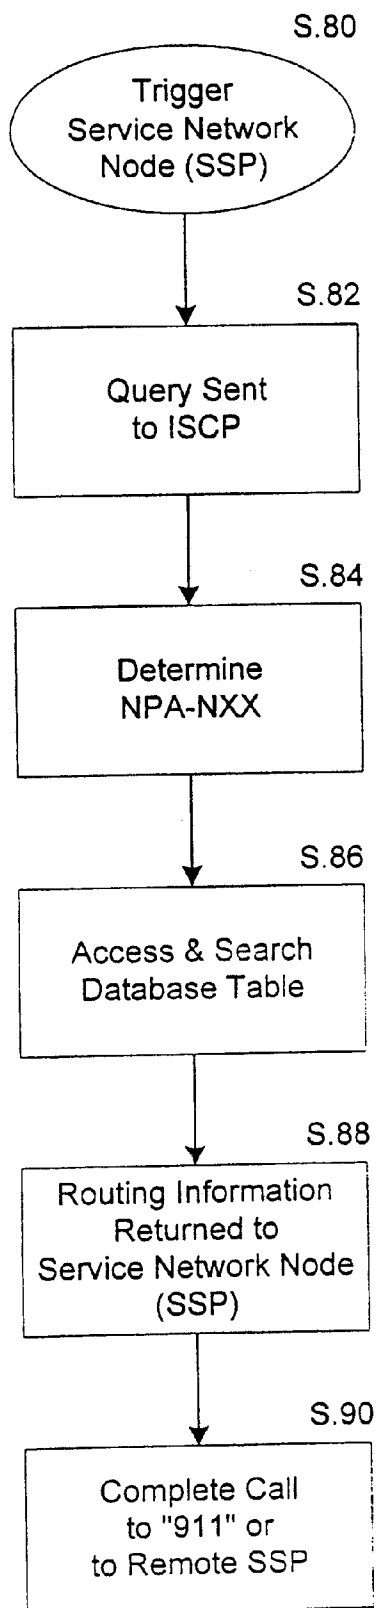 S.80
Trigger
Service Network
Node (SSP)
S.82
Query Sent
to ISCP
S.84
Determine
NPA-NXX
S.86
Access & Search
Database Table
S.88
Routing Information
Returned to
Service Network Node
(SSP)
S.90
Complete Call
to "911" or
to Remote SSP